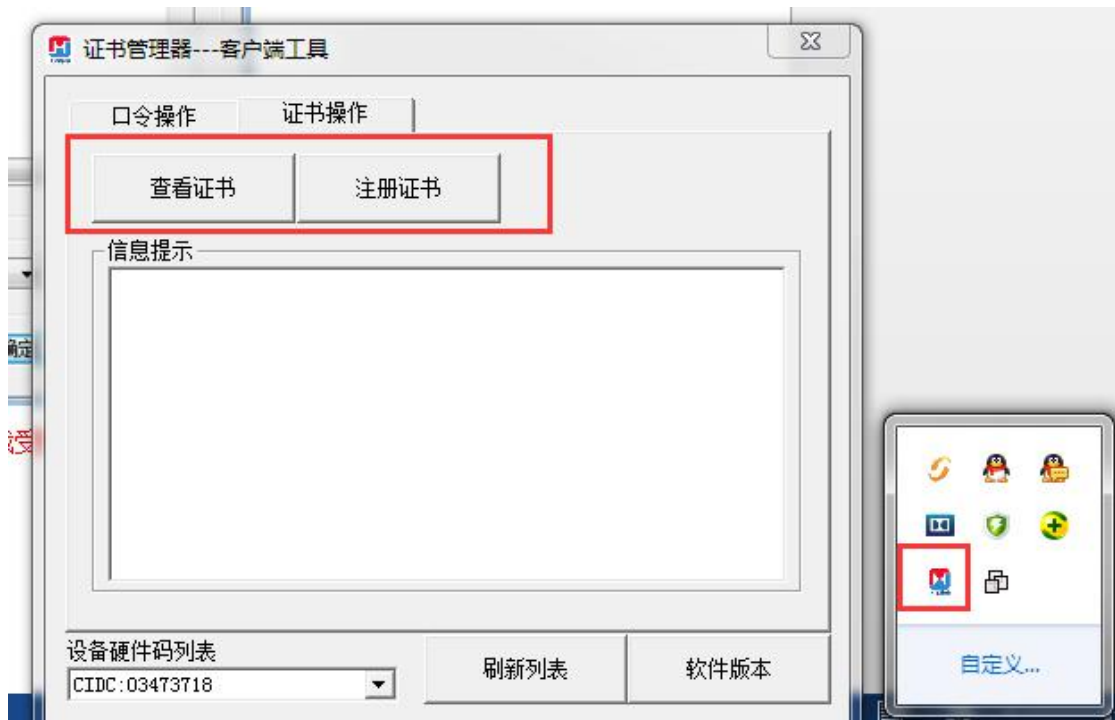 证书管理器---客户端工具
口令操作 证书操作
查看证书 注册证书
信息提示
确定
设备硬件码列表
CIDC:03473718
刷新列表 软件版本
自定义...